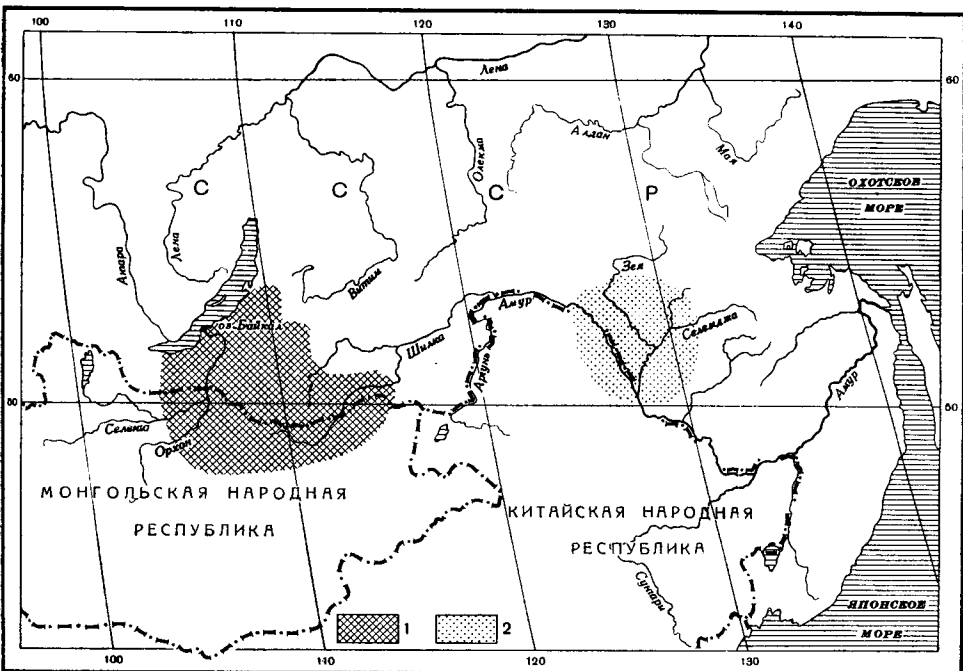 100 110 120 130 140
60 60
Лена
Алдан
Мая
Олекма
С С С Р
ОХОТСКОЕ
МОРЕ
Лена
Ангара
Витим
Зея
ов. Байкал
Амур
Селемджа
Шилка
Аргунь
Амур
50
Селенга
Орхон
МОНГОЛЬСКАЯ НАРОДНАЯ
РЕСПУБЛИКА
КИТАЙСКАЯ НАРОДНАЯ
РЕСПУБЛИКА
Сунгари
ЯПОНСКОЕ
МОРЕ
1 2
100 110 120 130